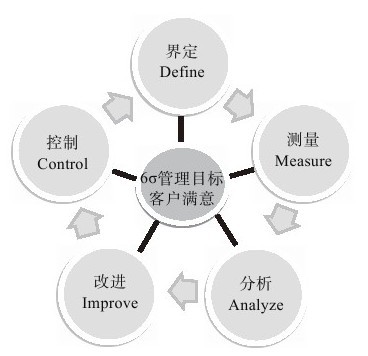 界定
Define
测量
Measure
分析
Analyze
改进
Improve
控制
Control
6σ管理目标
客户满意